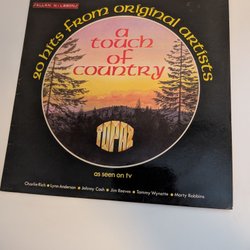 20 hits from original artists
a
touch
of
country
TOPAZ
as seen on tv
Charlie Rich • Lynn Anderson • Johnny Cash • Jim Reeves • Tammy Wynette • Marty Robbins